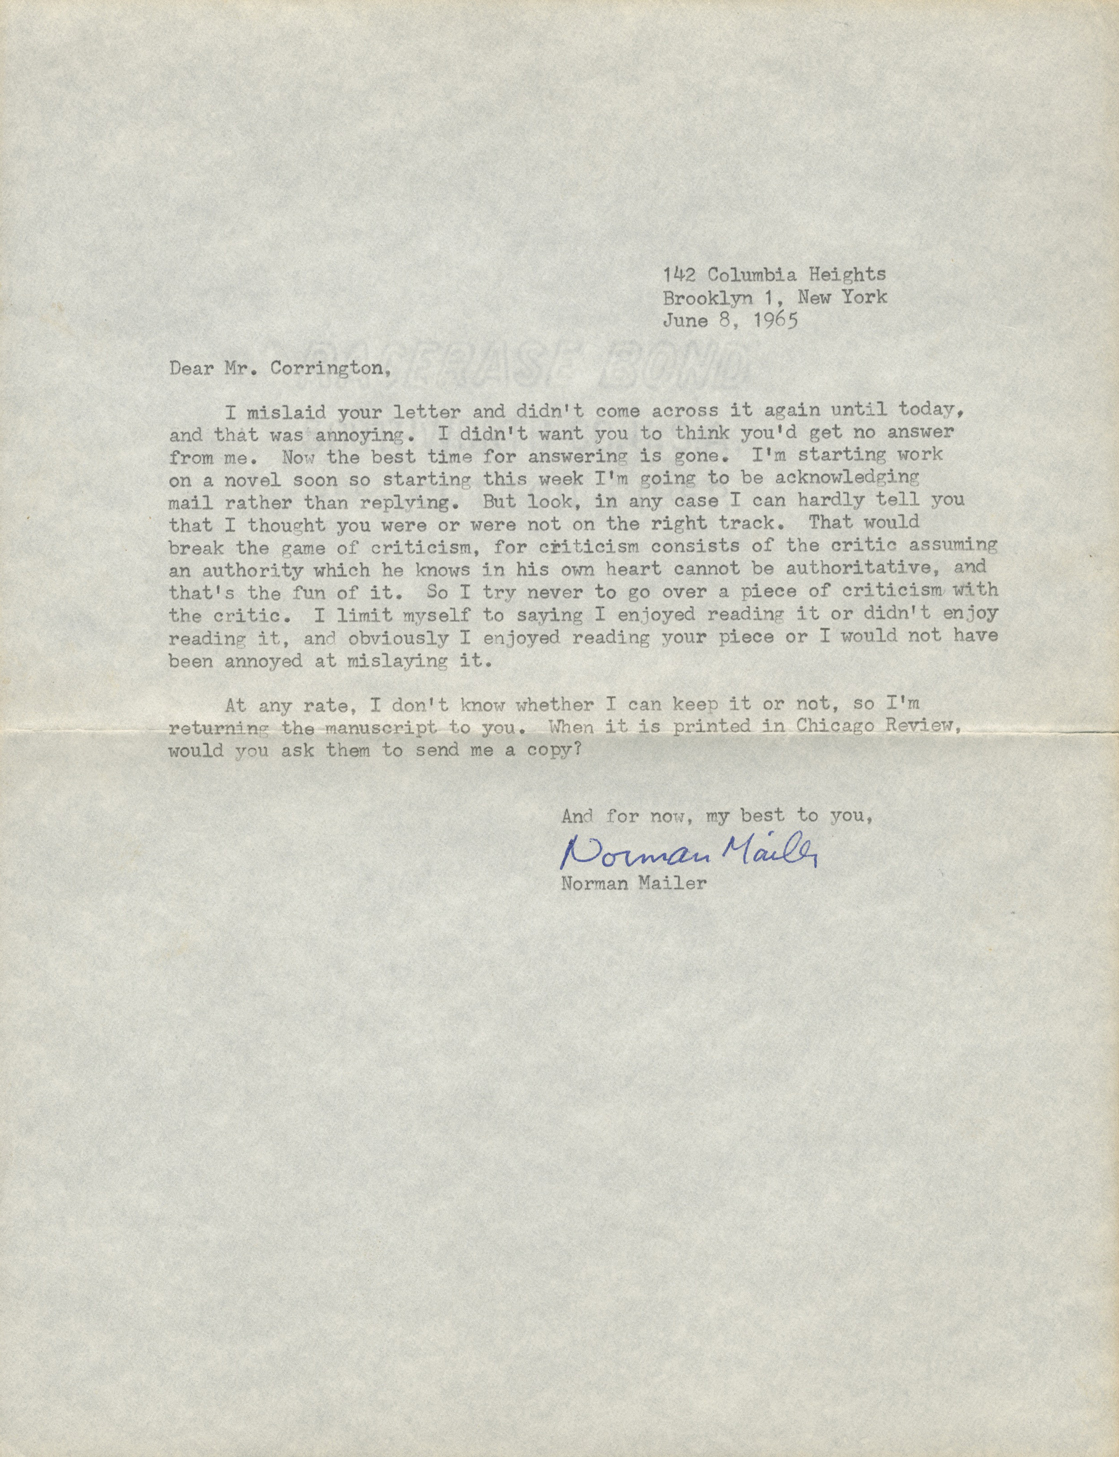 142 Columbia Heights
Brooklyn 1, New York
June 8, 1965
Dear Mr. Corrington,
I mislaid your letter and didn't come across it again until today,
and that was annoying. I didn't want you to think you'd get no answer
from me. Now the best time for answering is gone. I'm starting work
on a novel soon so starting this week I'm going to be acknowledging
mail rather than replying. But look, in any case I can hardly tell you
that I thought you were or were not on the right track. That would
break the game of criticism, for criticism consists of the critic assuming
an authority which he knows in his own heart cannot be authoritative, and
that's the fun of it. So I try never to go over a piece of criticism with
the critic. I limit myself to saying I enjoyed reading it or didn't enjoy
reading it, and obviously I enjoyed reading your piece or I would not have
been annoyed at mislaying it.
At any rate, I don't know whether I can keep it or not, so I'm
returning the manuscript to you. When it is printed in Chicago Review,
would you ask them to send me a copy?
And for now, my best to you,
Norman Mailer
Norman Mailer